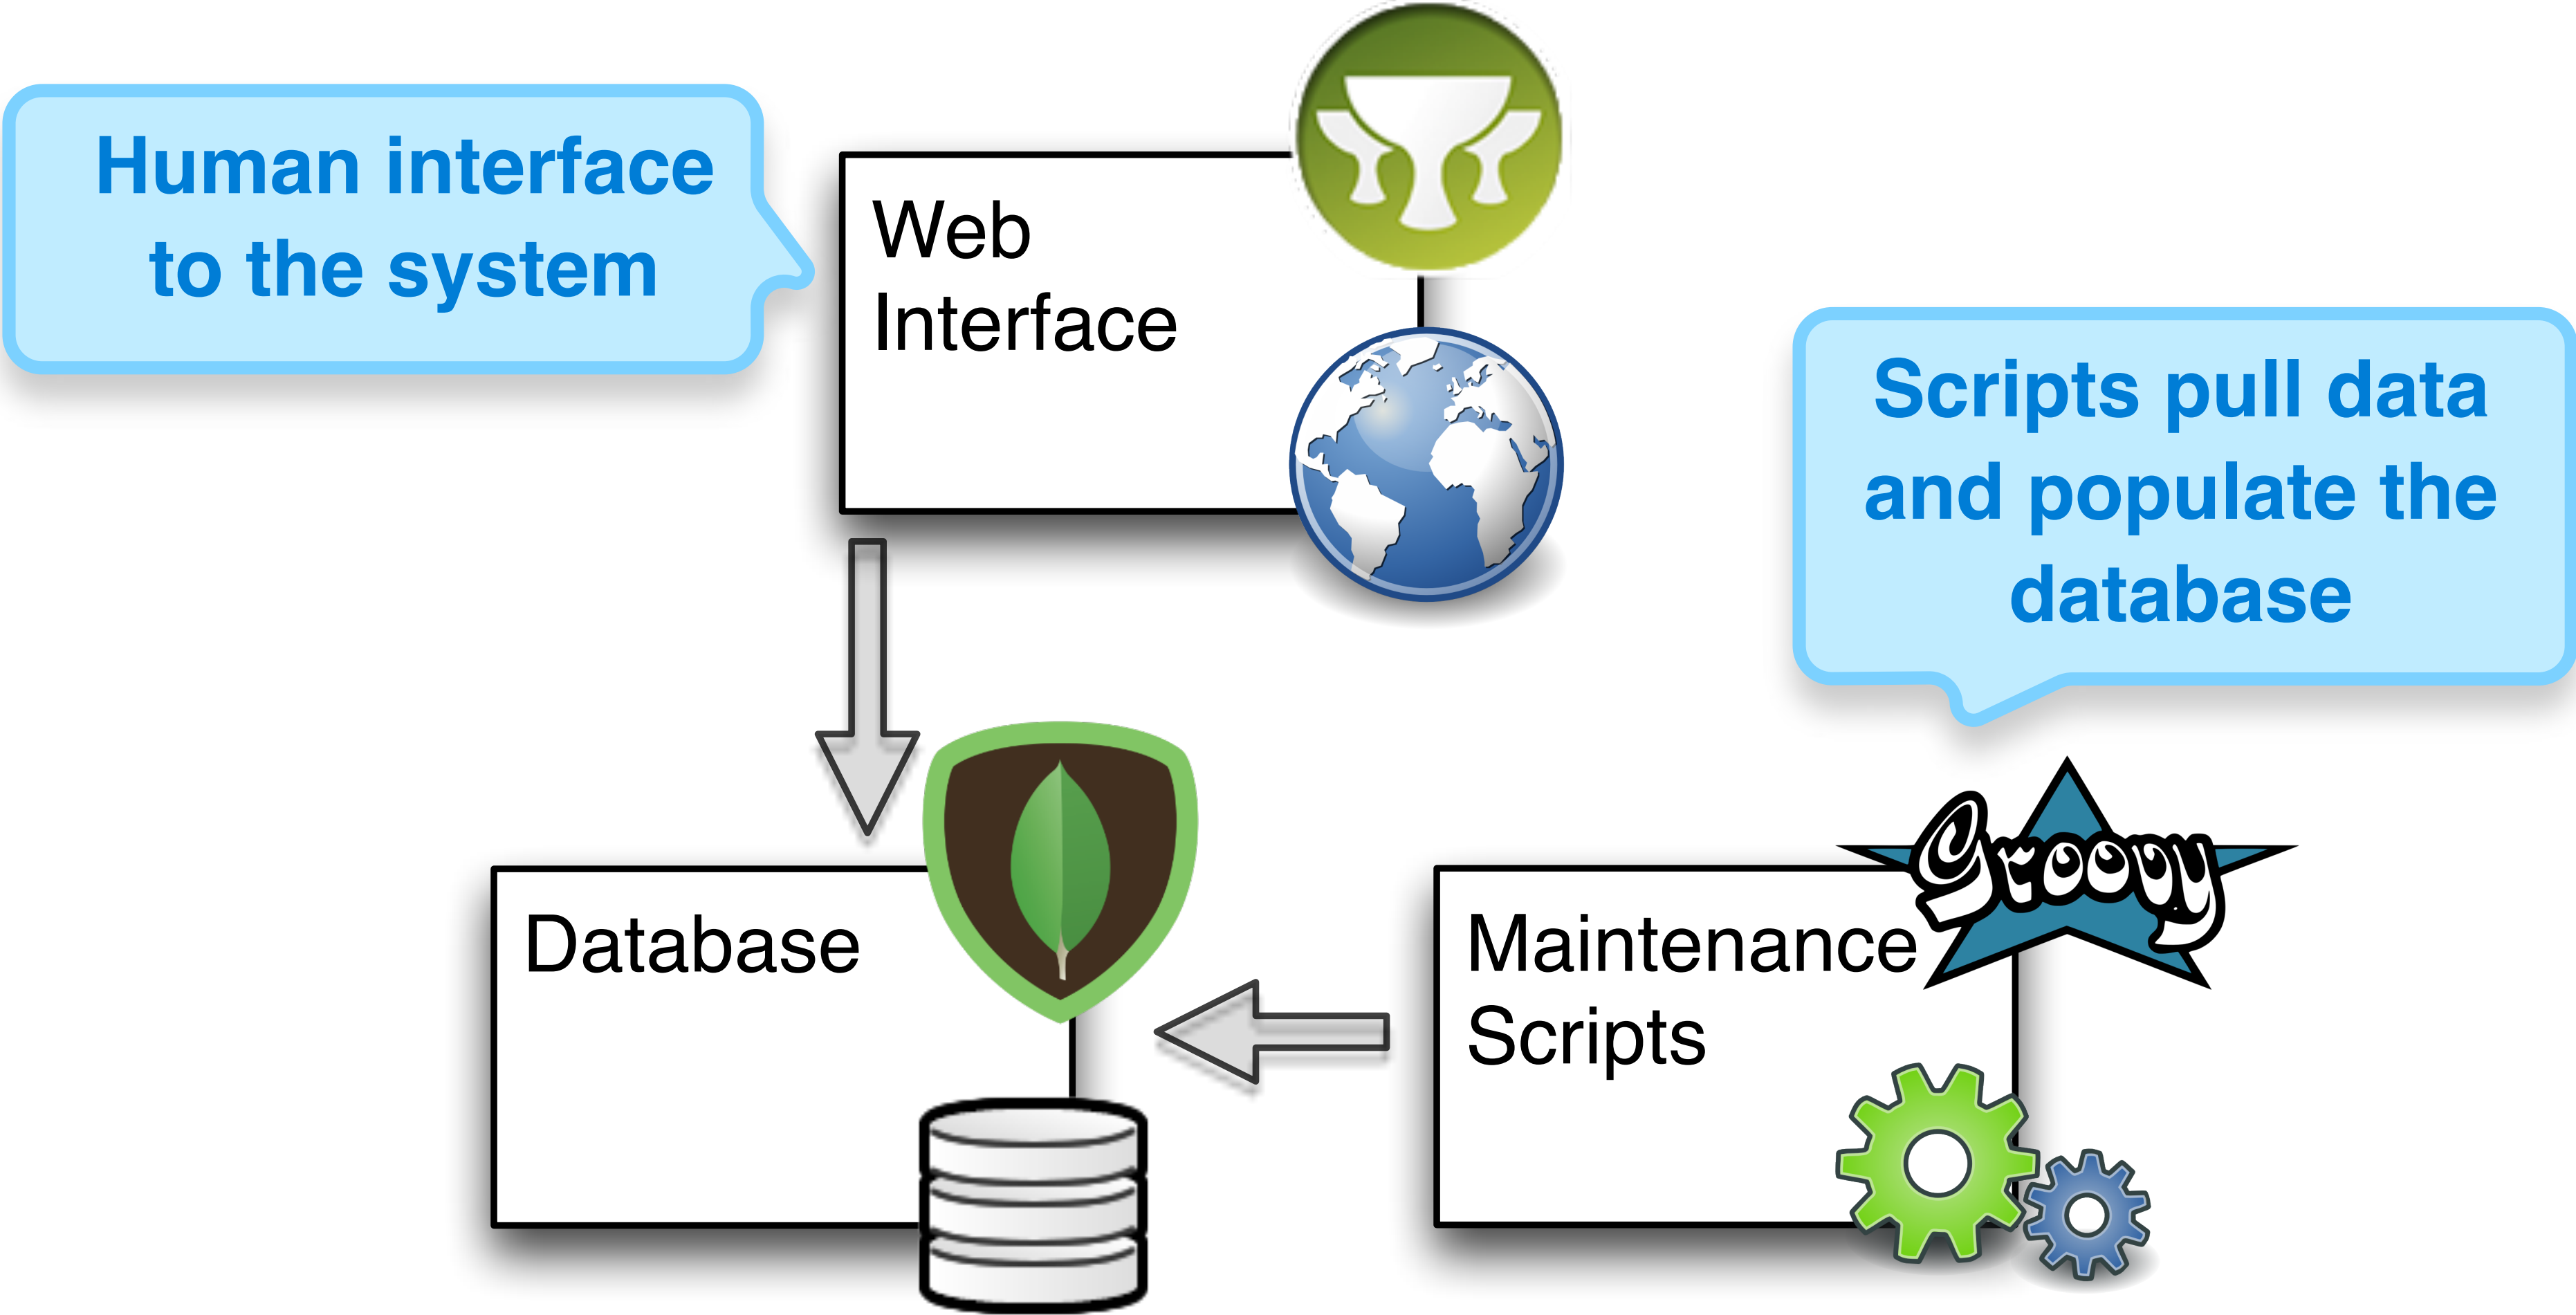 Human interface
to the system
Web
Interface
Scripts pull data
and populate the
database
Groovy
Database
Maintenance
Scripts